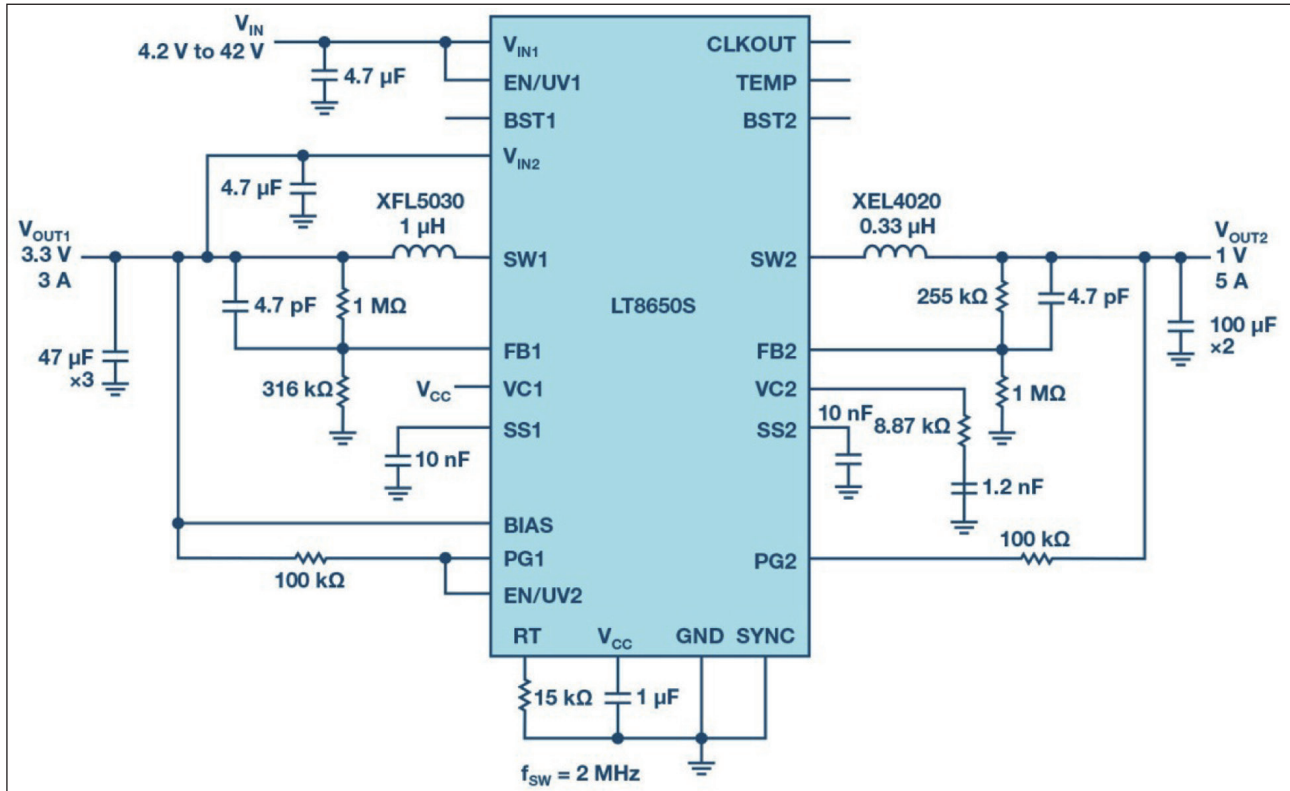 V_IN
4.2 V to 42 V
4.7 µF
V_IN1
EN/UV1
BST1
V_IN2
4.7 µF
XFL5030
1 µH
V_OUT1
3.3 V
3 A
SW1
4.7 pF
1 MΩ
47 µF
×3
FB1
316 kΩ
V_CC
VC1
SS1
10 nF
BIAS
PG1
100 kΩ
EN/UV2
LT8650S
CLKOUT
TEMP
BST2
XEL4020
0.33 µH
SW2
V_OUT2
1 V
5 A
255 kΩ
4.7 pF
100 µF
×2
FB2
VC2
1 MΩ
10 nF
8.87 kΩ
SS2
1.2 nF
100 kΩ
PG2
RT
V_CC
GND
SYNC
15 kΩ
1 µF
f_SW = 2 MHz